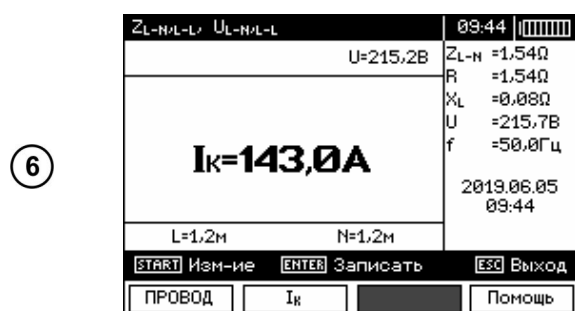 ZL-N,L-L, UL-N,L-L
09:44
U=215,2В
ZL-N =1,54Ω
R =1,54Ω
XL =0,08Ω
U =215,7В
f =50,0Гц
6
IK=143,0А
2019.06.05
09:44
L=1,2м N=1,2м
START Изм-ие ENTER Записать ESC Выход
ПРОВОД IK Помощь